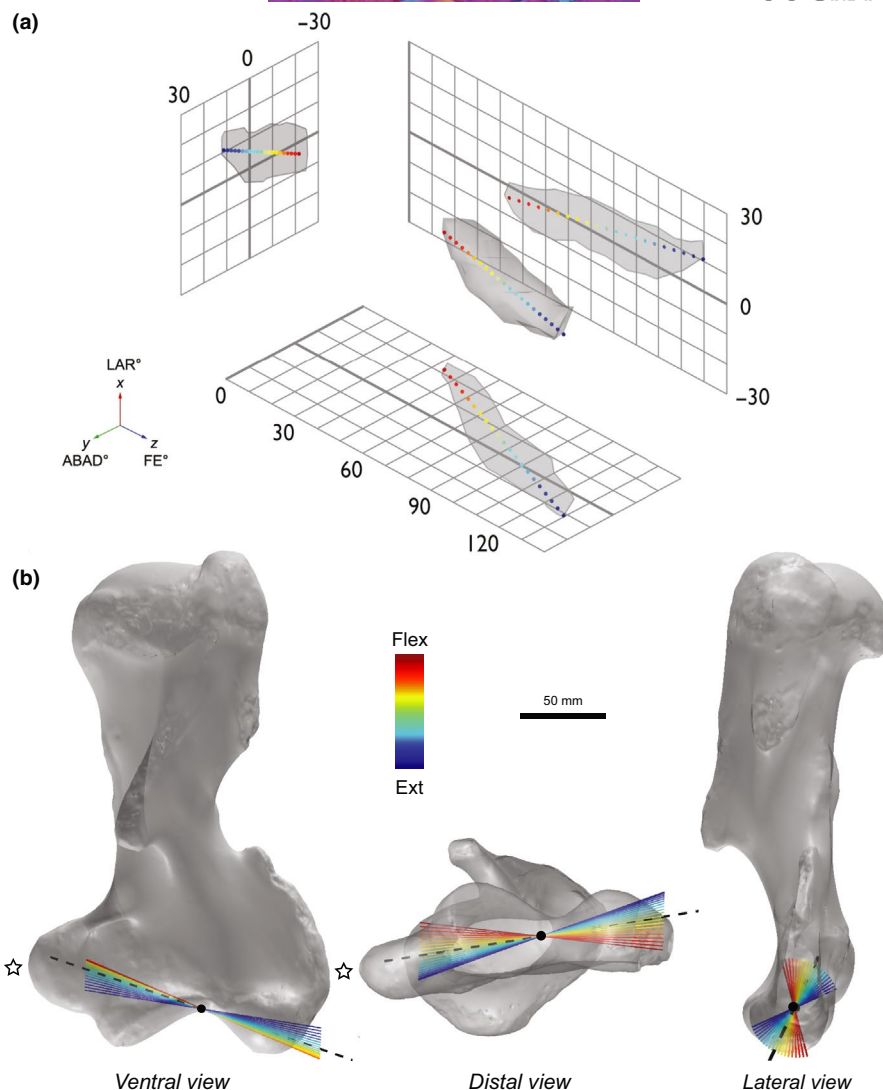 (a)
-30
0
30
30
0
-30
0
30
60
90
120
LAR°
x
y
z
ABAD°
FE°
(b)
Flex
50 mm
Ext
Ventral view
Distal view
Lateral view